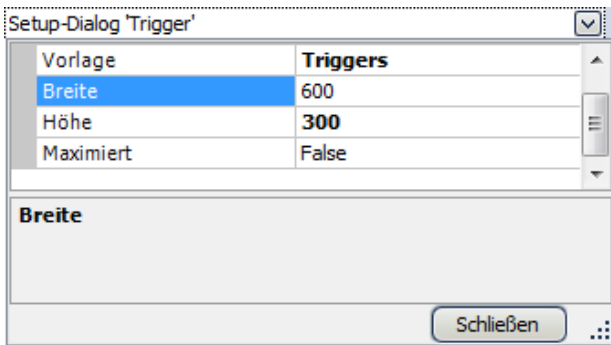 Setup-Dialog 'Trigger'
Vorlage Triggers
Breite 600
Höhe 300
Maximiert False
Breite
Schließen